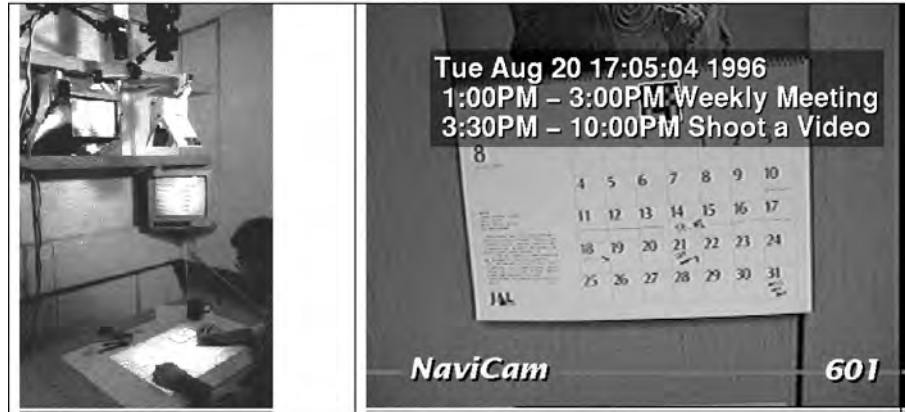 Tue Aug 20 17:05:04 1996
1:00PM – 3:00PM Weekly Meeting
3:30PM – 10:00PM Shoot a Video
8
4 5 6 7 8 9 10
11 12 13 14 15 16 17
18 19 20 21 22 23 24
25 26 27 28 29 30 31
JAL
NaviCam 601